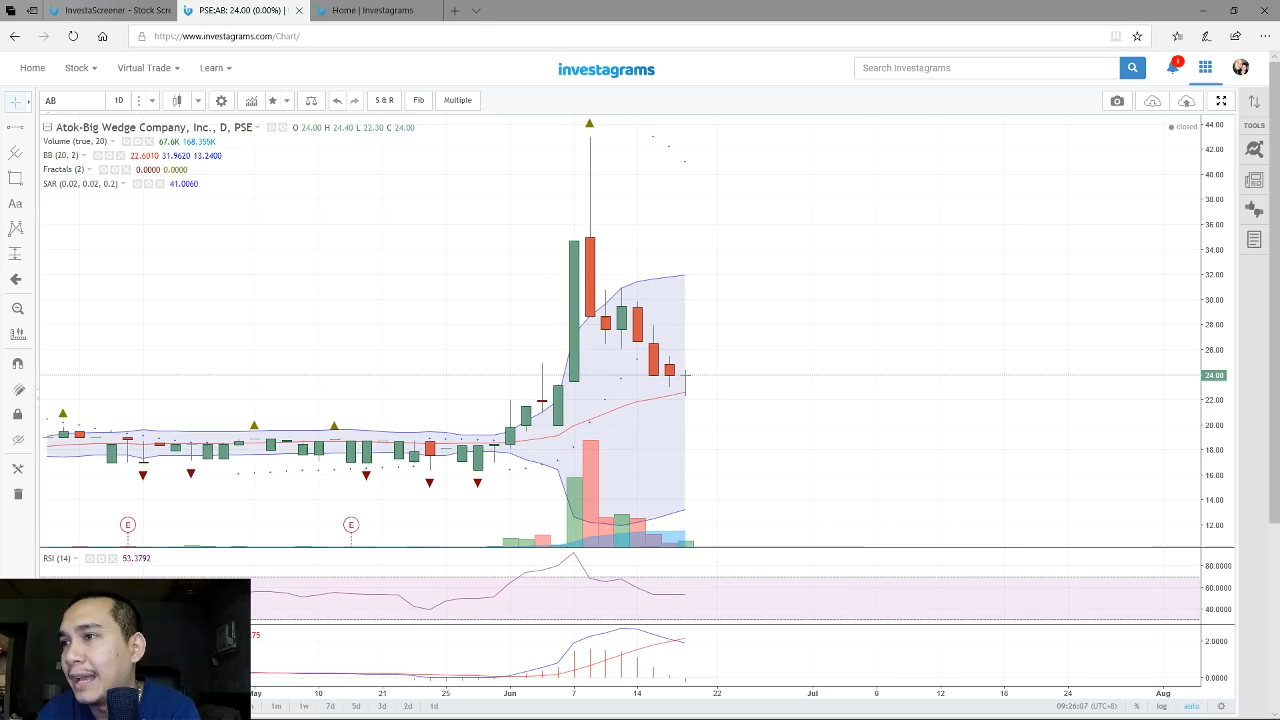 InvestaScreener - Stock Scre
PSE:AB: 24.00 (0.00%) |
Home | Investagrams
https://www.investagrams.com/Chart/
Home
Stock
Virtual Trade
Learn
investagrams
Search Investagrams
1
AB
1D
S & R
Fib
Multiple
Atok-Big Wedge Company, Inc., D, PSE
O 24.00 H 24.40 L 22.30 C 24.00
closed
TOOLS
Volume (true, 20)
67.6K 168.355K
BB (20, 2)
22.6010 31.9620 13.2400
Fractals (2)
0.0000 0.0000
SAR (0.02, 0.02, 0.2)
41.0060
Aa
44.00
42.00
40.00
38.00
36.00
34.00
32.00
30.00
28.00
26.00
24.00
22.00
20.00
18.00
16.00
14.00
12.00
E
E
RSI (14)
53.3792
80.0000
60.0000
40.0000
75
2.0000
0.0000
May
10
21
25
Jun
7
14
22
Jul
6
12
18
24
Aug
1m
1w
7d
5d
3d
2d
1d
09:26:07 (UTC+8)
%
log
auto